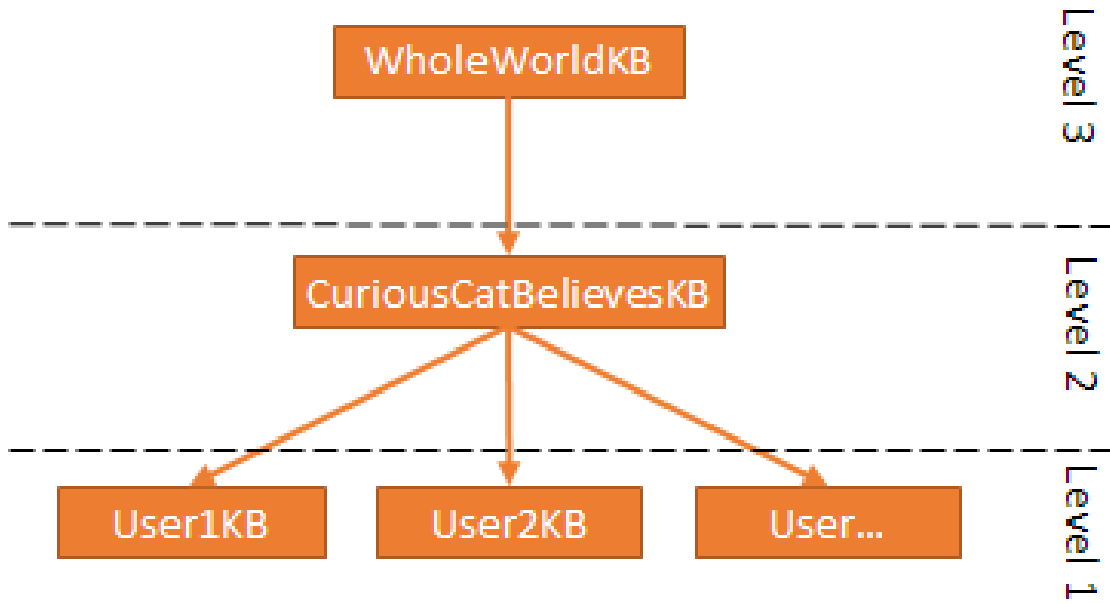 WholeWorldKB
Level 3
CuriousCatBelievesKB
Level 2
User1KB
User2KB
User...
Level 1